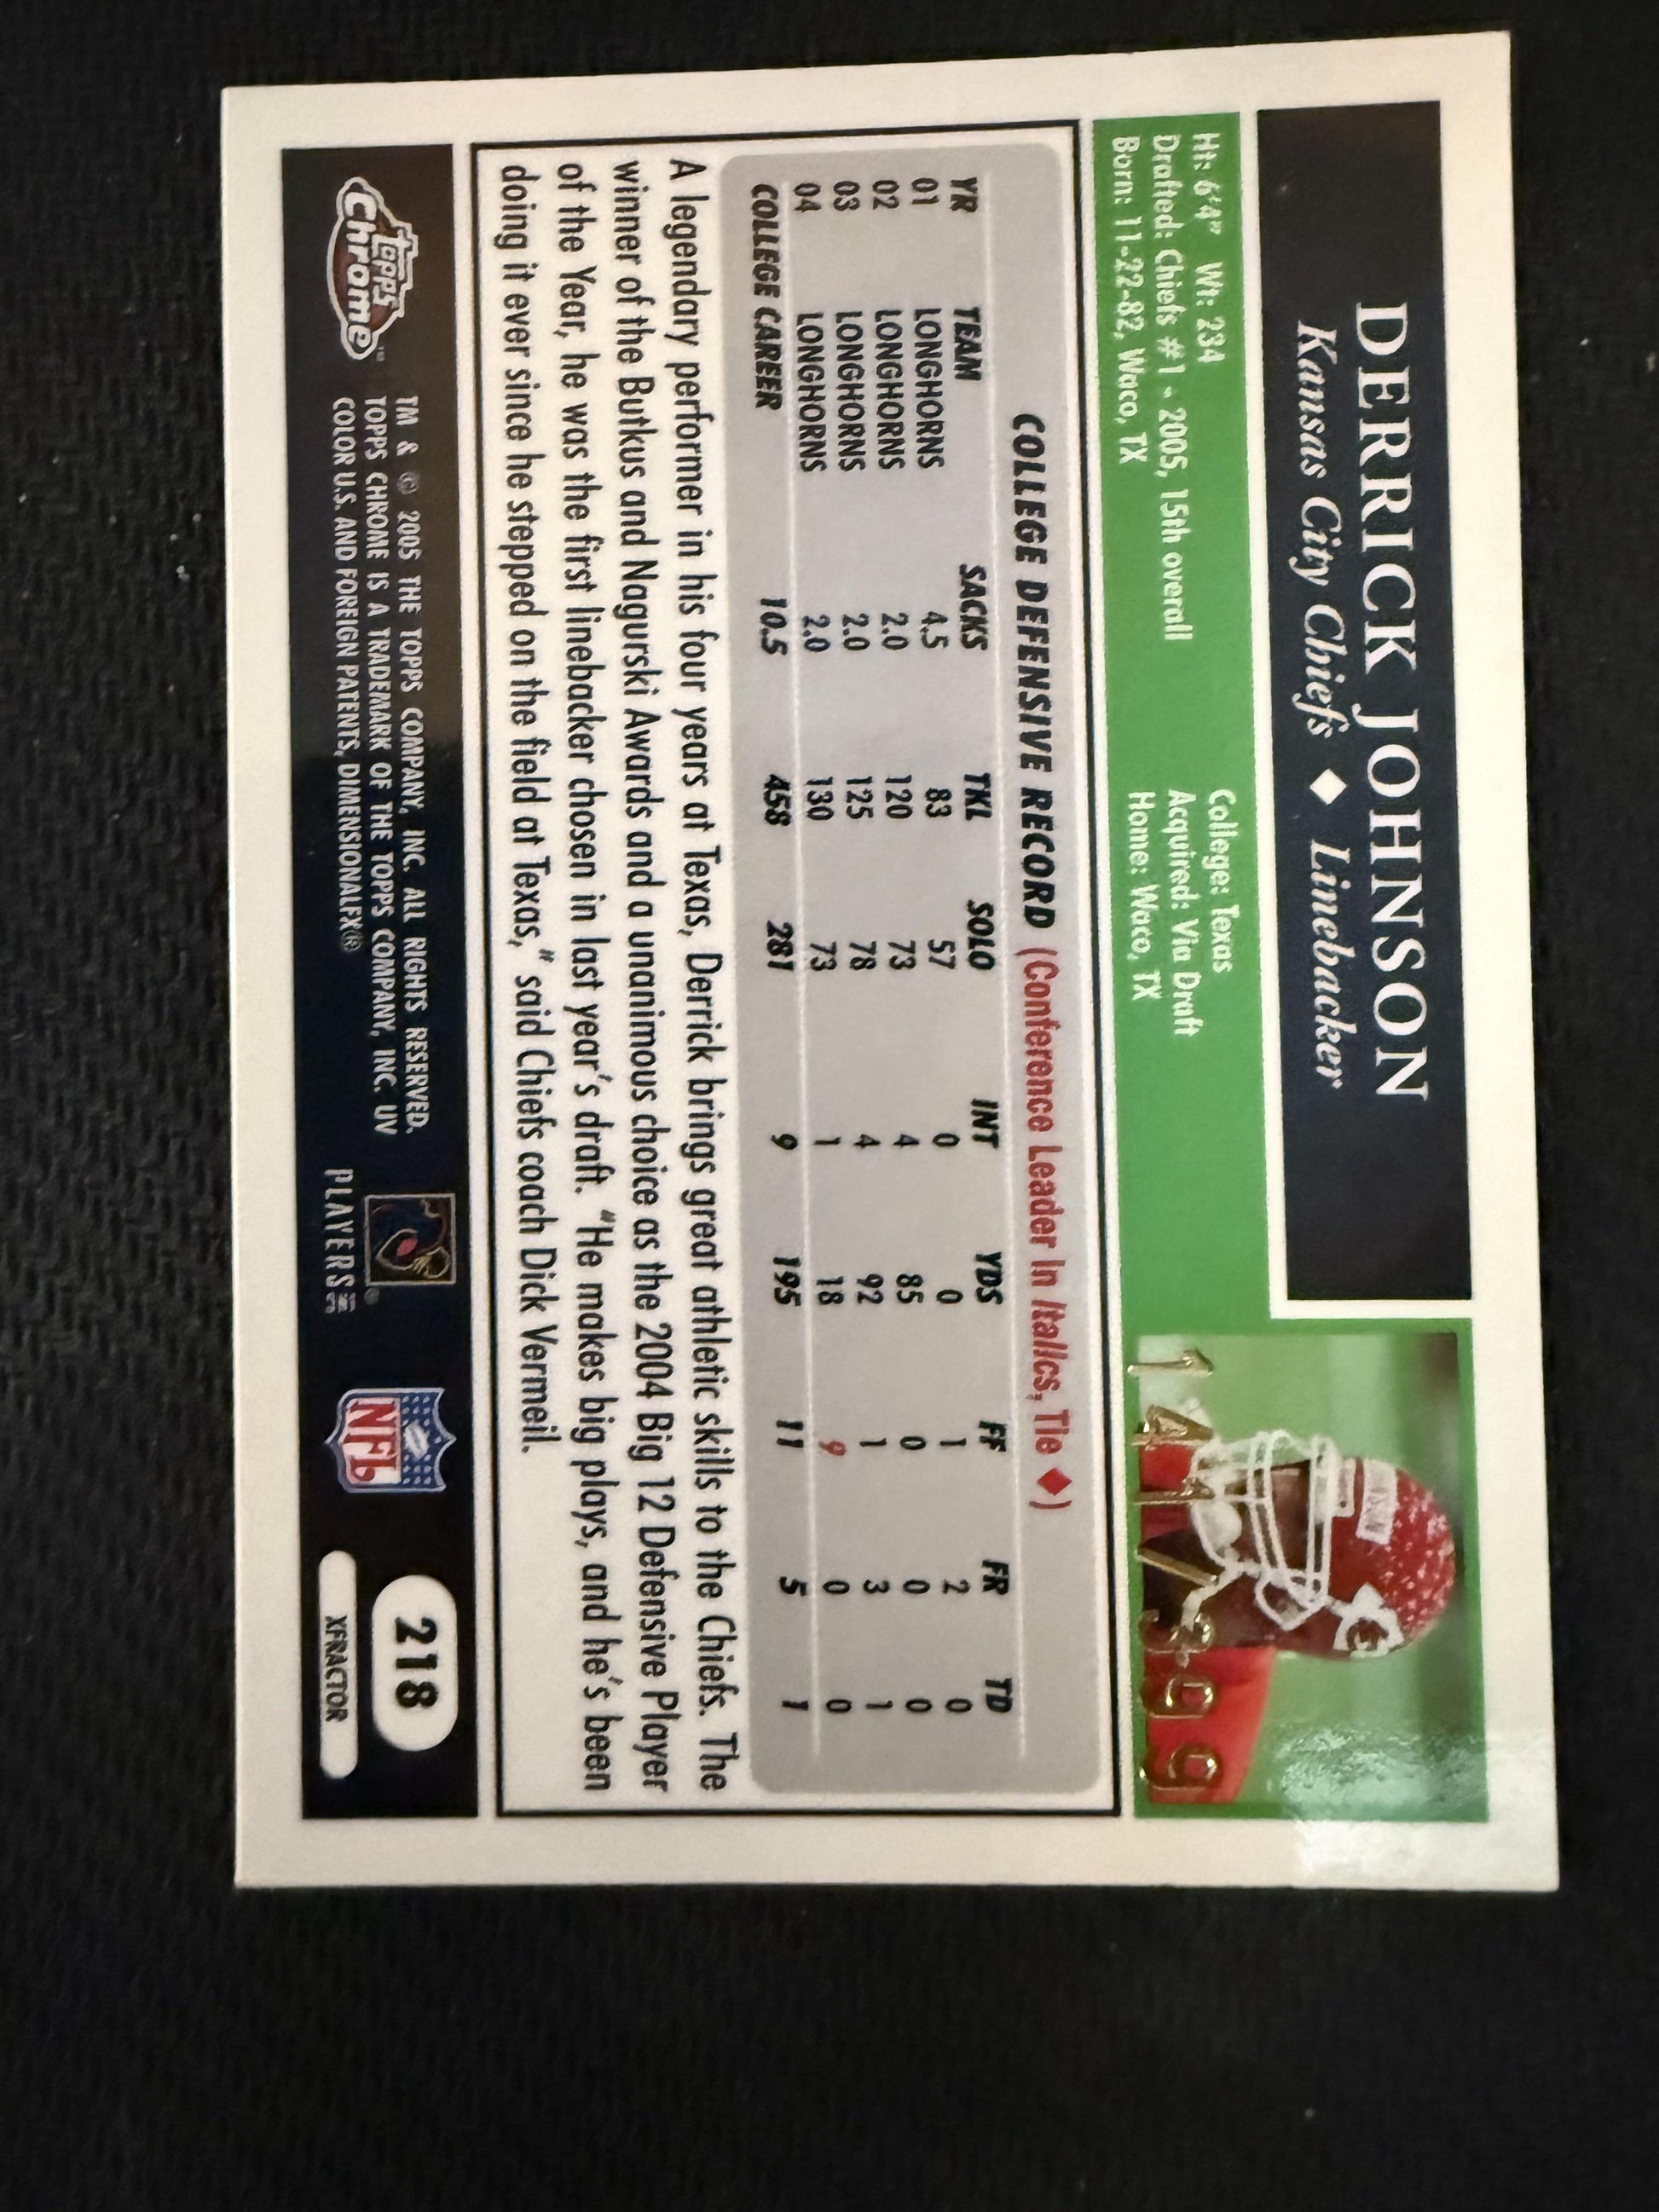 DERRICK JOHNSON
Kansas City Chiefs ◆ Linebacker
Ht: 6'4" Wt: 234 College: Texas
Drafted: Chiefs #1 - 2005, 15th overall Acquired: Via Draft
Born: 11-22-82, Waco, TX Home: Waco, TX
399
COLLEGE DEFENSIVE RECORD (Conference Leader In Italics, Tie ◆)
YR TEAM SACKS TKL SOLO INT YDS FF FR TD
01 LONGHORNS 4.5 83 57 0 0 1 2 0
02 LONGHORNS 2.0 120 73 4 85 0 0 0
03 LONGHORNS 2.0 125 78 4 92 1 3 1
04 LONGHORNS 2.0 130 73 1 18 9 0 0
COLLEGE CAREER 10.5 458 281 9 195 11 5 1
A legendary performer in his four years at Texas, Derrick brings great athletic skills to the Chiefs. The
winner of the Butkus and Nagurski Awards and a unanimous choice as the 2004 Big 12 Defensive Player
of the Year, he was the first linebacker chosen in last year's draft. "He makes big plays, and he's been
doing it ever since he stepped on the field at Texas," said Chiefs coach Dick Vermeil.
topps
Chrome™
TM & © 2005 THE TOPPS COMPANY, INC. ALL RIGHTS RESERVED.
TOPPS CHROME IS A TRADEMARK OF THE TOPPS COMPANY, INC. UV
COLOR U.S. AND FOREIGN PATENTS, DIMENSIONALFX®
PLAYERS INC
NFL
218
XFRACTOR